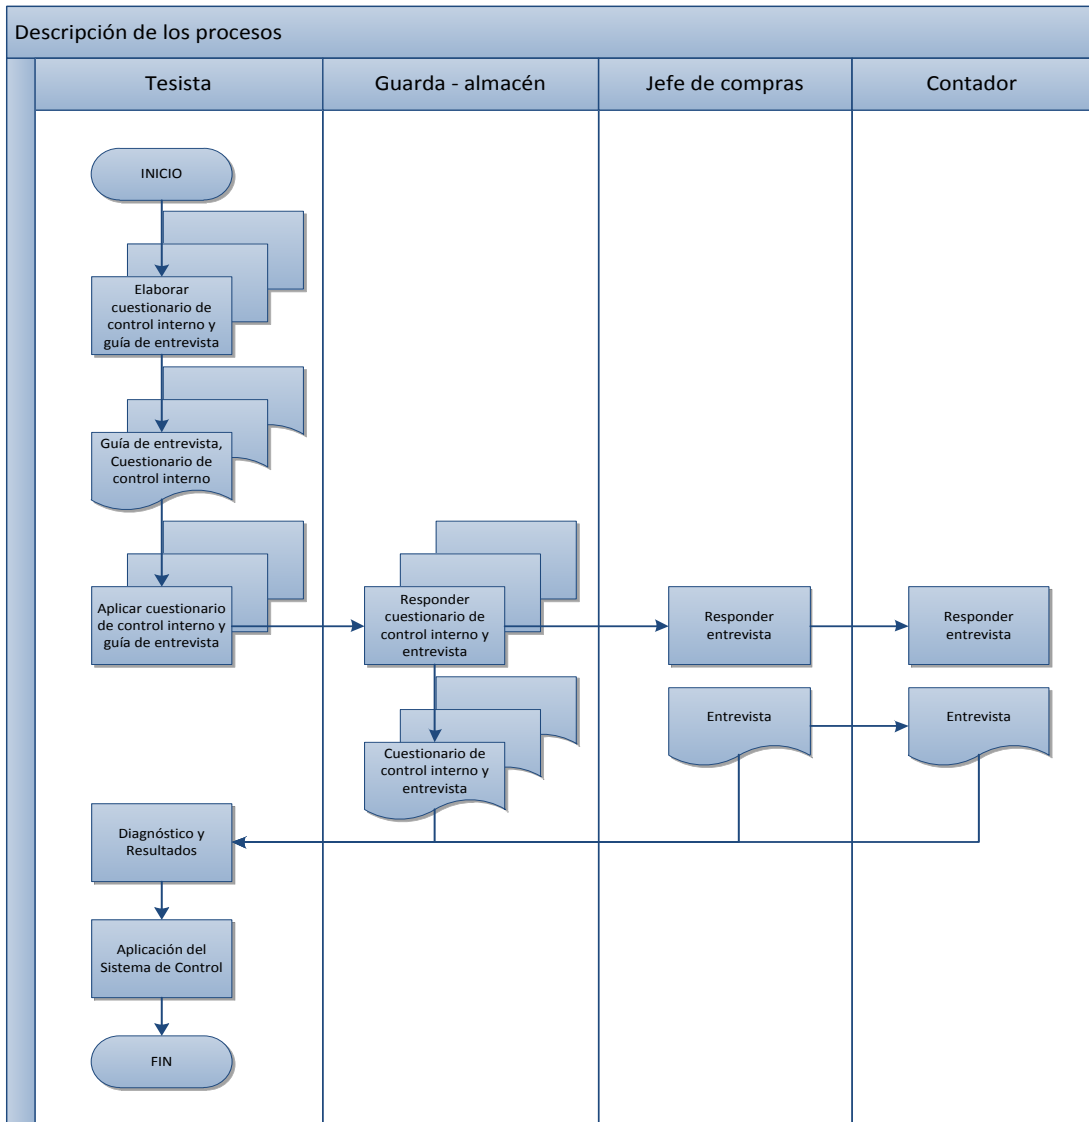 Descripción de los procesos
Tesista
Guarda - almacén
Jefe de compras
Contador
INICIO
Elaborar
cuestionario de
control interno y
guía de entrevista
Guía de entrevista,
Cuestionario de
control interno
Aplicar cuestionario
de control interno y
guía de entrevista
Responder
cuestionario de
control interno y
entrevista
Responder
entrevista
Responder
entrevista
Cuestionario de
control interno y
entrevista
Entrevista
Entrevista
Diagnóstico y
Resultados
Aplicación del
Sistema de Control
FIN